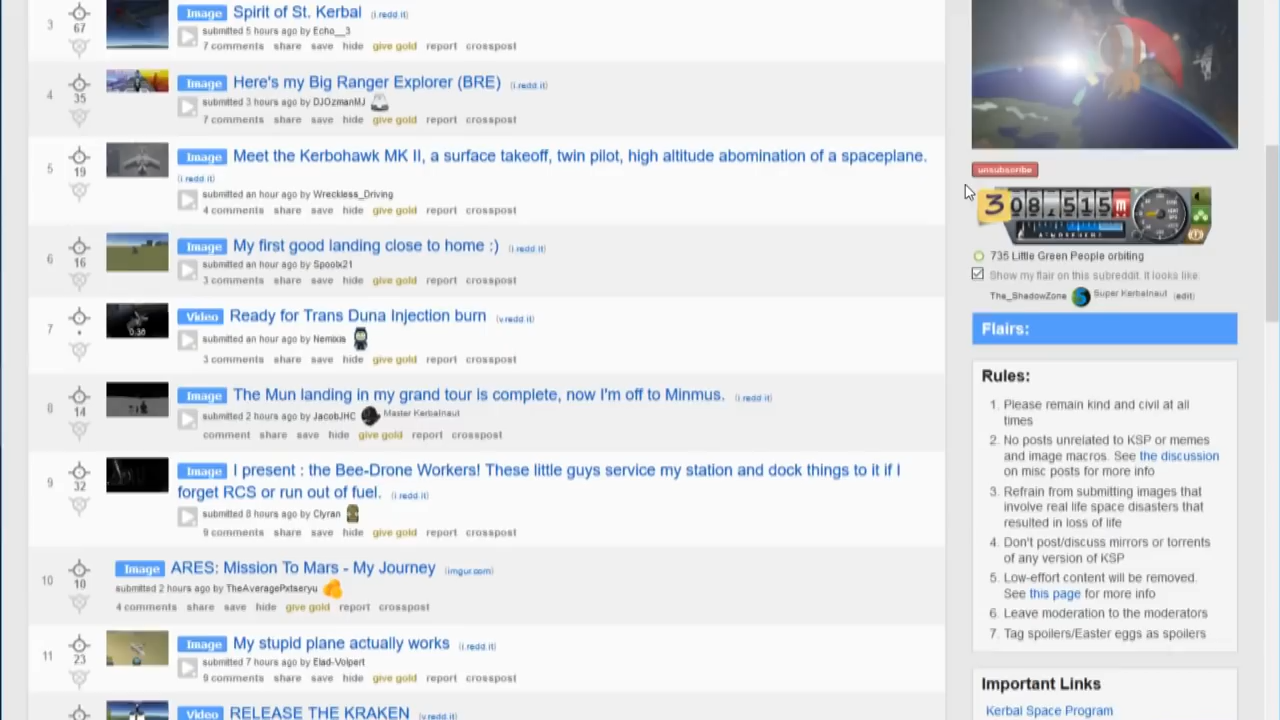 3
67
Image Spirit of St. Kerbal (i.redd.it)
submitted 5 hours ago by Echo__3
7 comments share save hide give gold report crosspost
4
35
Image Here's my Big Ranger Explorer (BRE) (i.redd.it)
submitted 3 hours ago by DJOzmanMJ
7 comments share save hide give gold report crosspost
5
19
Image Meet the Kerbohawk MK II, a surface takeoff, twin pilot, high altitude abomination of a spaceplane.
(i.redd.it)
submitted an hour ago by Wreckless_Driving
4 comments share save hide give gold report crosspost
6
16
Image My first good landing close to home :) (i.redd.it)
submitted an hour ago by
3 comments share save hide give gold report crosspost
7
•
0:38
Video Ready for Trans Duna Injection burn (v.redd.it)
submitted an hour ago by
3 comments share save hide give gold report crosspost
8
14
Image The Mun landing in my grand tour is complete, now I'm off to Minmus. (i.redd.it)
submitted 2 hours ago by JacobJHC Master Kerbalnaut
comment share save hide give gold report crosspost
9
32
Image I present : the Bee-Drone Workers! These little guys service my station and dock things to it if I
forget RCS or run out of fuel. (i.redd.it)
submitted 8 hours ago by Clyran
9 comments share save hide give gold report crosspost
10
10
Image ARES: Mission To Mars - My Journey (imgur.com)
submitted 2 hours ago by
4 comments share save hide give gold report crosspost
11
23
Image My stupid plane actually works (i.redd.it)
submitted 7 hours ago by Elad-Volpert
9 comments share save hide give gold report crosspost
Video RELEASE THE KRAKEN (v.redd.it)
unsubscribe
308,515 m
ATMOSPHERE
735 Little Green People orbiting
Show my flair on this subreddit. It looks like:
The_ShadowZone Super Kerbalnaut (edit)
Flairs:
Rules:
1. Please remain kind and civil at all
times
2. No posts unrelated to KSP or memes
and image macros. See the discussion
on misc posts for more info
3. Refrain from submitting images that
involve real life space disasters that
resulted in loss of life
4. Don't post/discuss mirrors or torrents
of any version of KSP
5. Low-effort content will be removed.
See this page for more info
6. Leave moderation to the moderators
7. Tag spoilers/Easter eggs as spoilers
Important Links
Kerbal Space Program